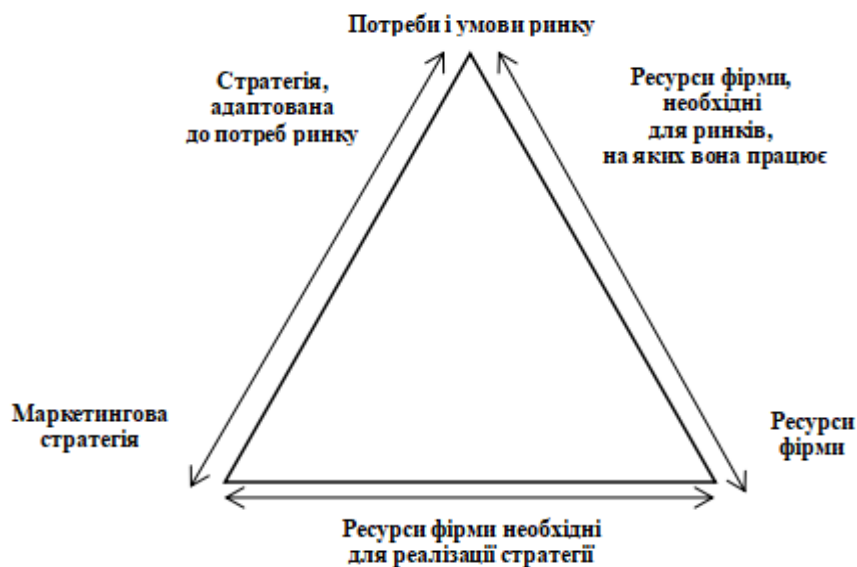 Потреби і умови ринку
Стратегія,
адаптована
до потреб ринку
Ресурси фірми,
необхідні
для ринків,
на яких вона працює
Маркетингова
стратегія
Ресурси
фірми
Ресурси фірми необхідні
для реалізації стратегії